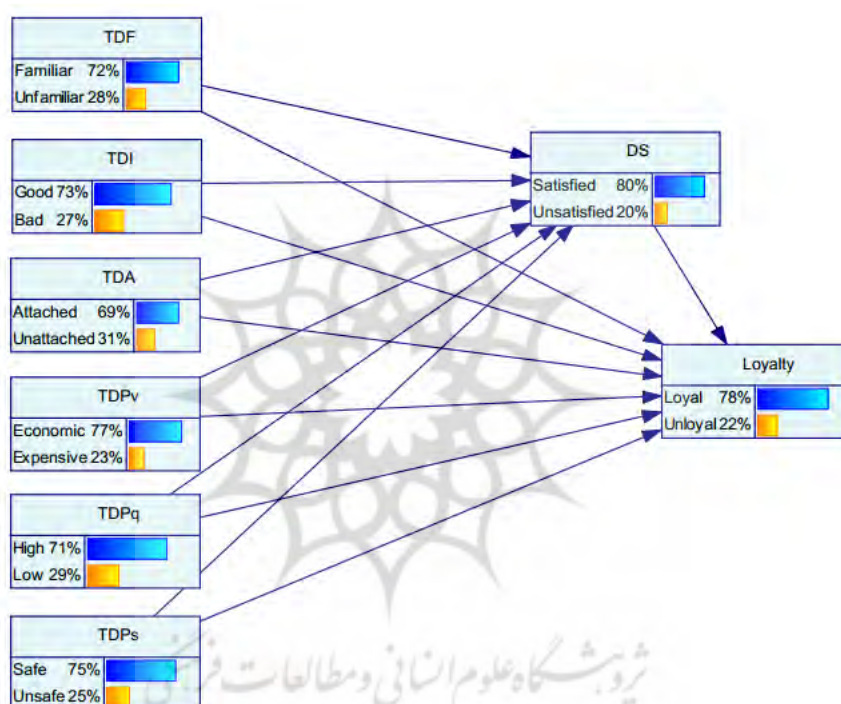 TDF
Familiar 72%
Unfamiliar 28%
TDI
Good 73%
Bad 27%
TDA
Attached 69%
Unattached 31%
TDPv
Economic 77%
Expensive 23%
TDPq
High 71%
Low 29%
TDPs
Safe 75%
Unsafe 25%
DS
Satisfied 80%
Unsatisfied 20%
Loyalty
Loyal 78%
Unloyal 22%
پژوهشگاه علوم انسانی و مطالعات فرهنگی